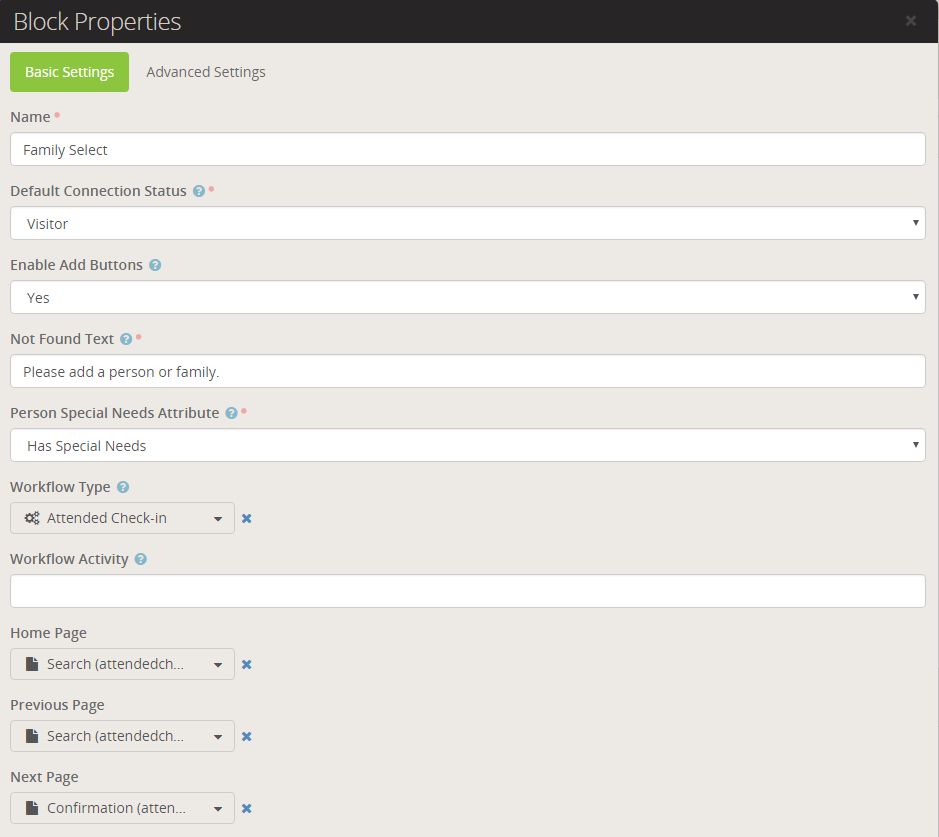 Block Properties
Basic Settings Advanced Settings
Name
Family Select
Default Connection Status
Visitor
Enable Add Buttons
Yes
Not Found Text
Please add a person or family.
Person Special Needs Attribute
Has Special Needs
Workflow Type
Attended Check-in
Workflow Activity
Home Page
Search (attendedch...
Previous Page
Search (attendedch...
Next Page
Confirmation (atten...